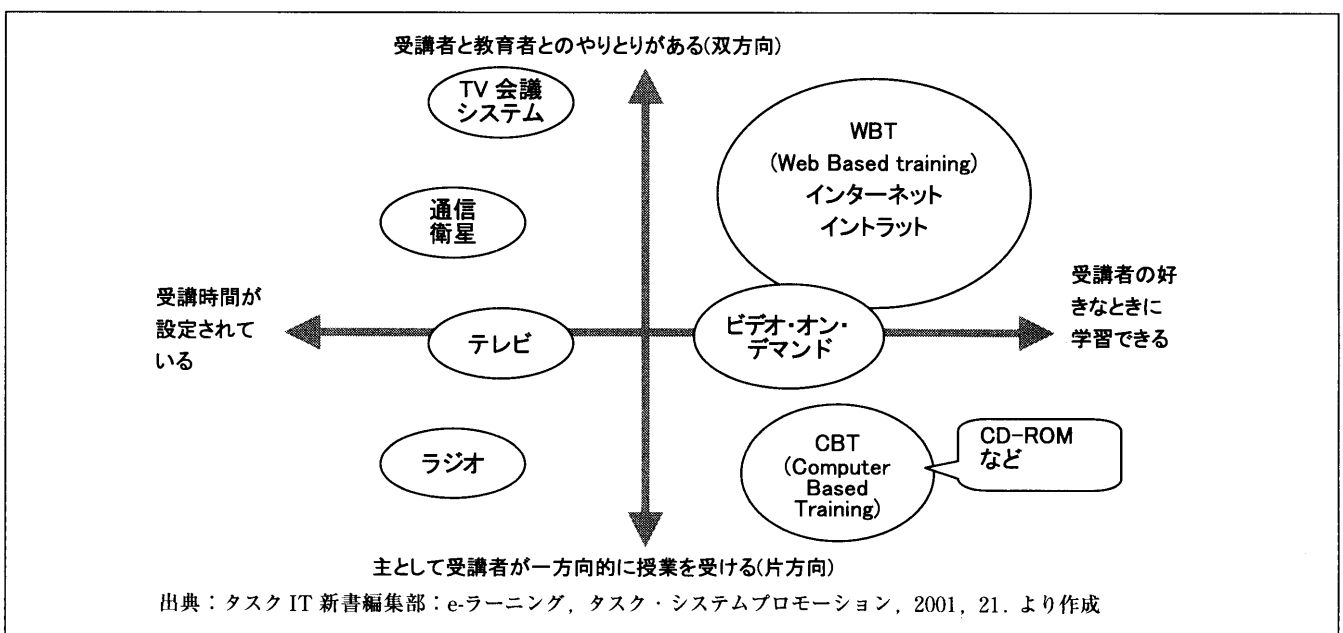 受講者と教育者とのやりとりがある(双方向)
TV 会議
システム
WBT
(Web Based training)
インターネット
イントラット
通信
衛星
受講時間が
設定されて
いる
テレビ
ビデオ・オン・
デマンド
受講者の好
きなときに
学習できる
ラジオ
CBT
(Computer
Based
Training)
CD-ROM
など
主として受講者が一方向的に授業を受ける(片方向)
出典：タスク IT 新書編集部：e-ラーニング，タスク・システムプロモーション，2001，21. より作成